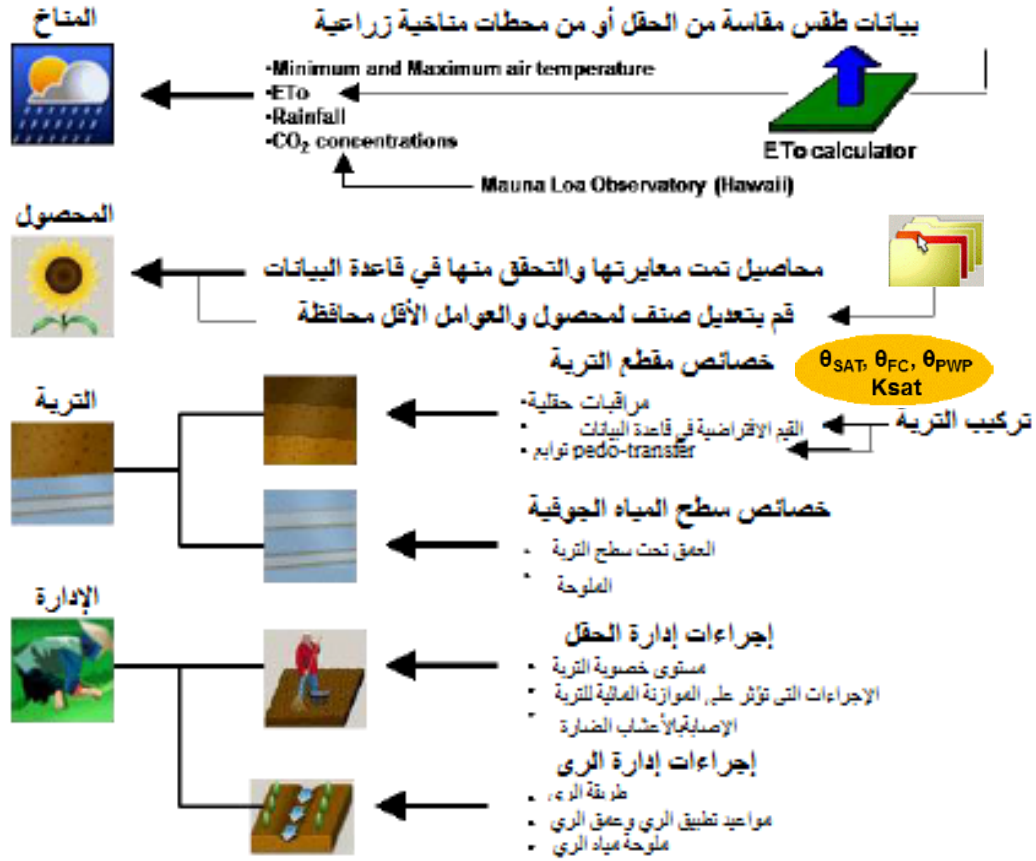 المناخ
بيانات طقس مقاسة من الحقل أو من محطات مناخية زراعية
•Minimum and Maximum air temperature
•ETo
•Rainfall
•CO₂ concentrations
ETo calculator
Mauna Loa Observatory (Hawaii)
المحصول
محاصيل تمت معايرتها والتحقق منها في قاعدة البيانات
قم بتعديل صنف لمحصول والعوامل الأقل محافظة
التربة
خصائص مقطع التربة
θSAT, θFC, θPWP
Ksat
•مراقبات حقلية
• القيم الافتراضية في قاعدة البيانات
• توابع pedo-transfer
تركيب التربة
خصائص سطح المياه الجوفية
• العمق تحت سطح التربة
• الملوحة
الإدارة
إجراءات إدارة الحقل
• مستوى خصوبة التربة
• الإجراءات التي تؤثر على الموازنة المائية للتربة
• الإصابةبالأعشاب الضارة
إجراءات إدارة الري
• طريقة الري
• مواعيد تطبيق الري وعمق الري
• ملوحة مياه الري